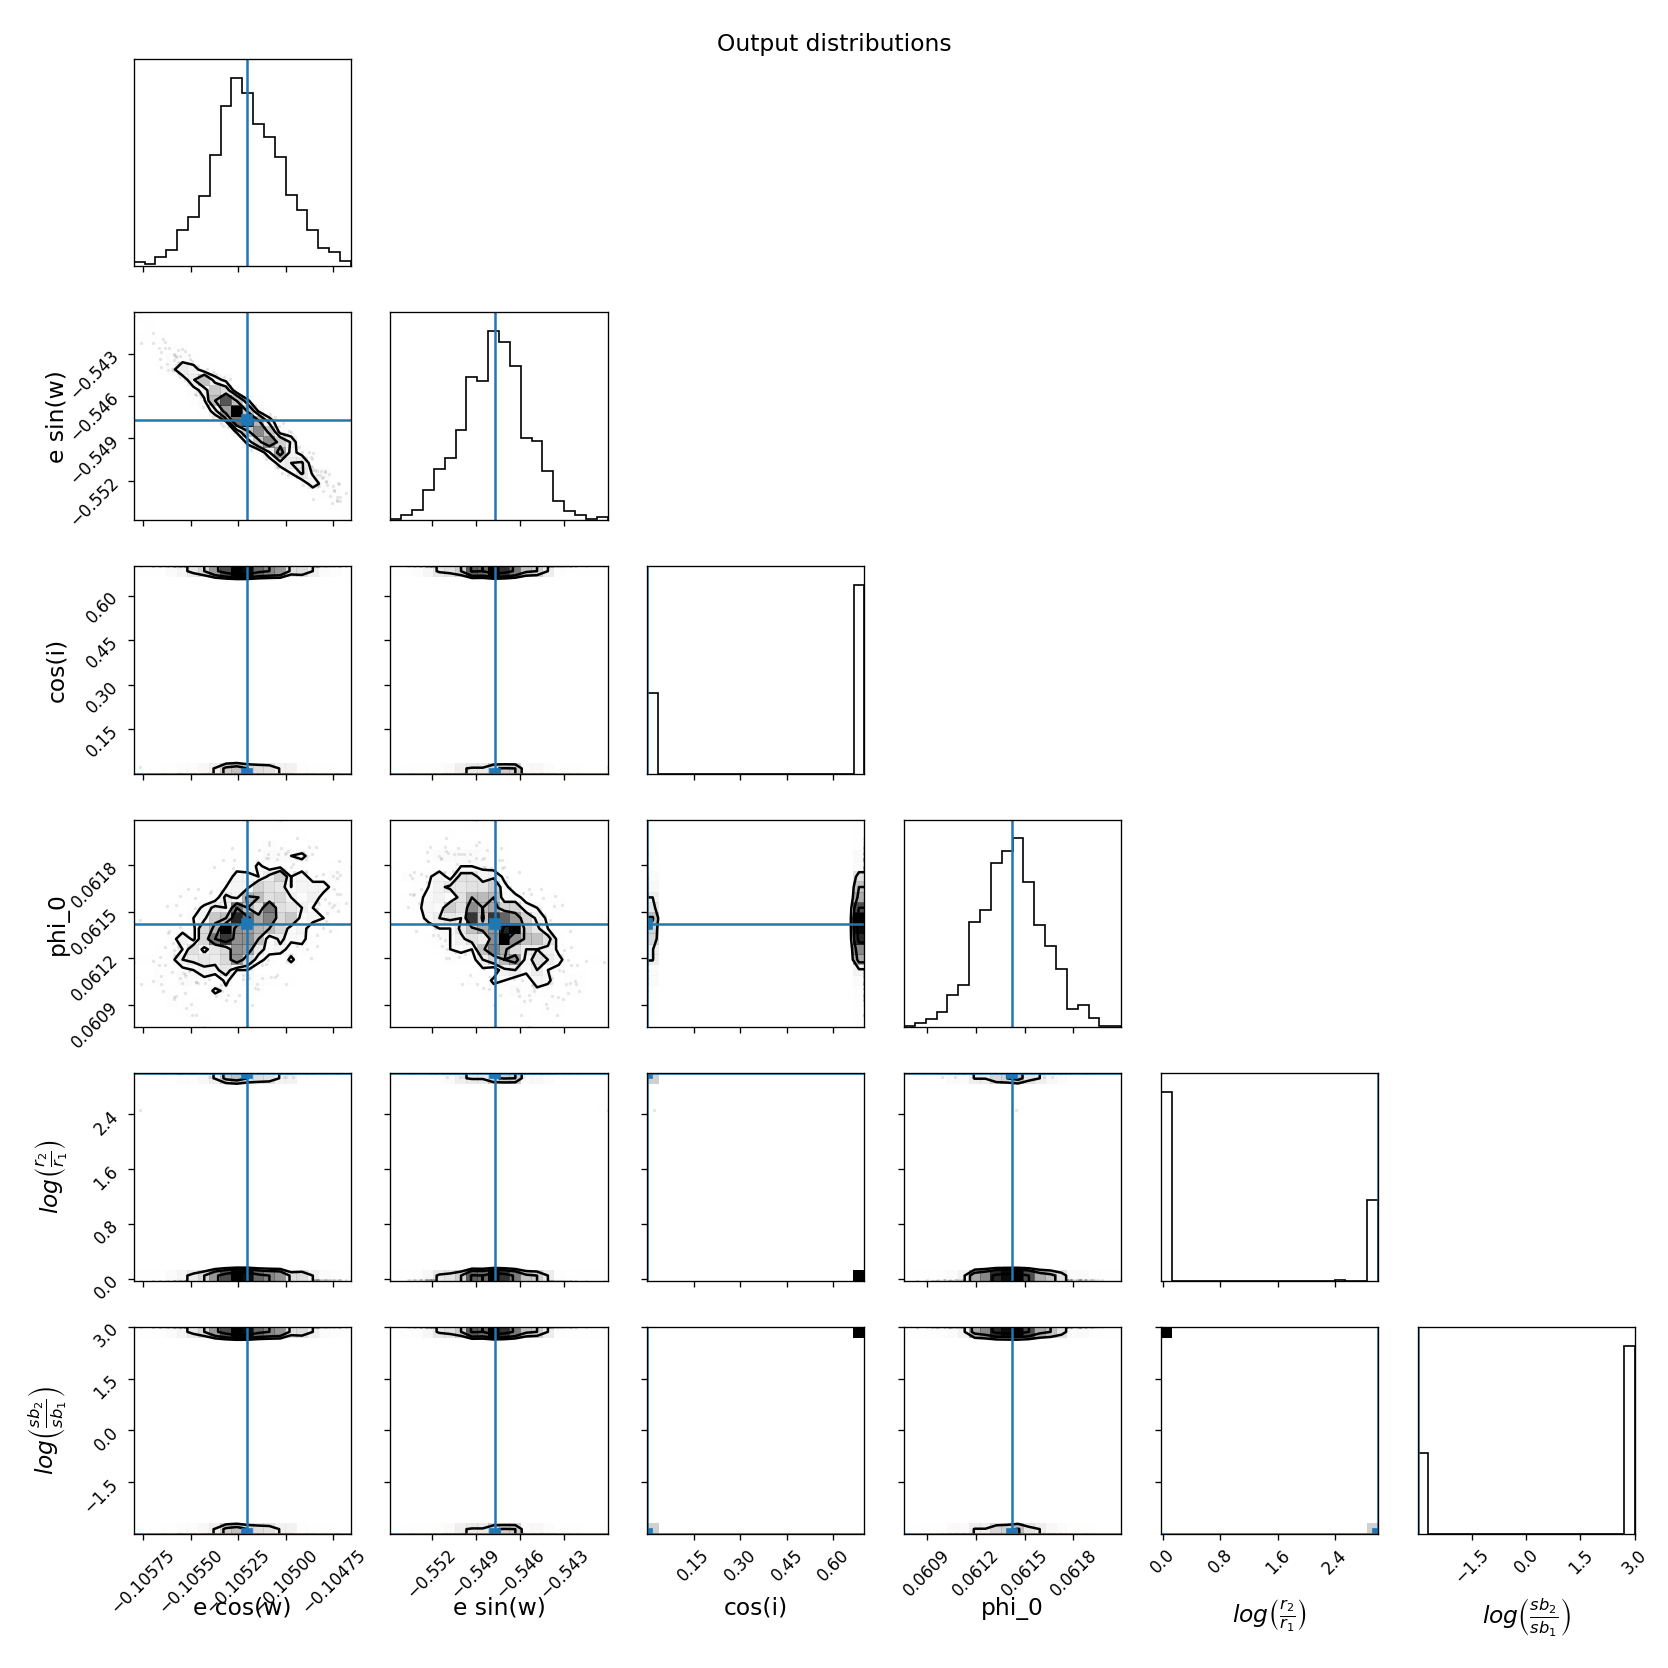 Output distributions
e sin(w)
−0.543
−0.546
−0.549
−0.552
cos(i)
0.60
0.45
0.30
0.15
phi_0
0.0618
0.0615
0.0612
0.0609
log(r₂/r₁)
2.4
1.6
0.8
0.0
log(sb₂/sb₁)
3.0
1.5
0.0
−1.5
−0.10575 −0.10550 −0.10525 −0.10500 −0.10475
−0.552 −0.549 −0.546 −0.543
0.15 0.30 0.45 0.60
0.0609 0.0612 0.0615 0.0618
0.0 0.8 1.6 2.4
−1.5 0.0 1.5 3.0
e cos(w) e sin(w) cos(i) phi_0 log(r₂/r₁) log(sb₂/sb₁)